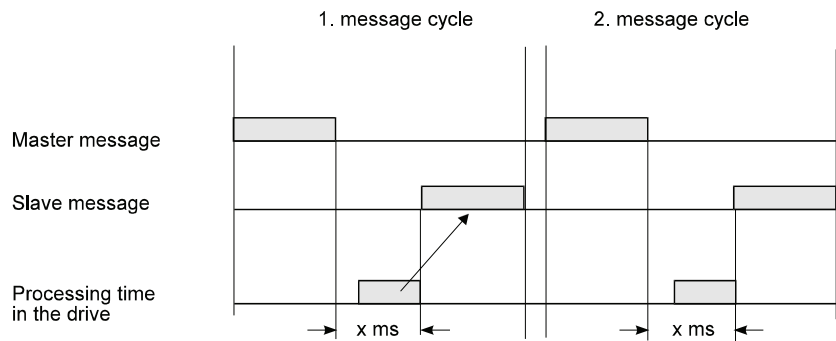 1. message cycle
2. message cycle
Master message
Slave message
Processing time
in the drive
x ms
x ms